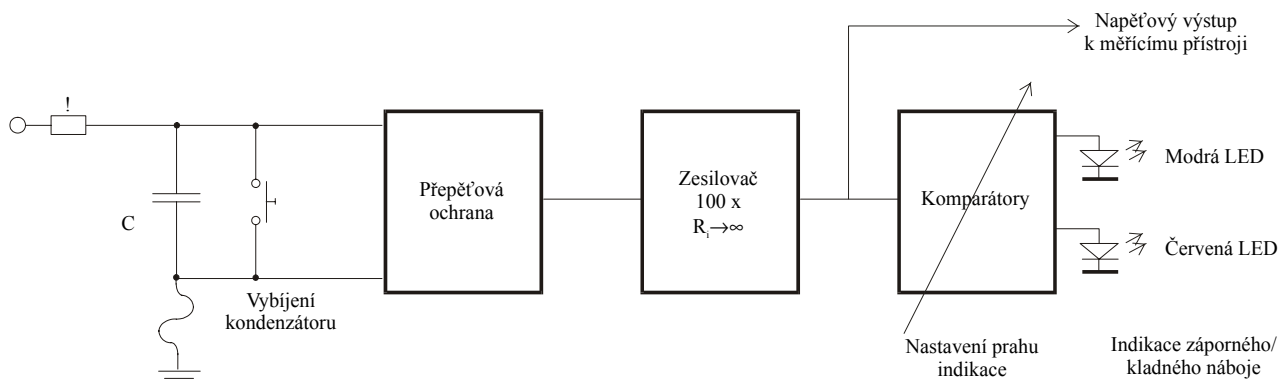 Napěťový výstup
k měřícímu přístroji
!
C
Vybíjení
kondenzátoru
Přepěťová
ochrana
Zesilovač
100 x
Ri→∞
Komparátory
Modrá LED
Červená LED
Nastavení prahu
indikace
Indikace záporného/
kladného náboje